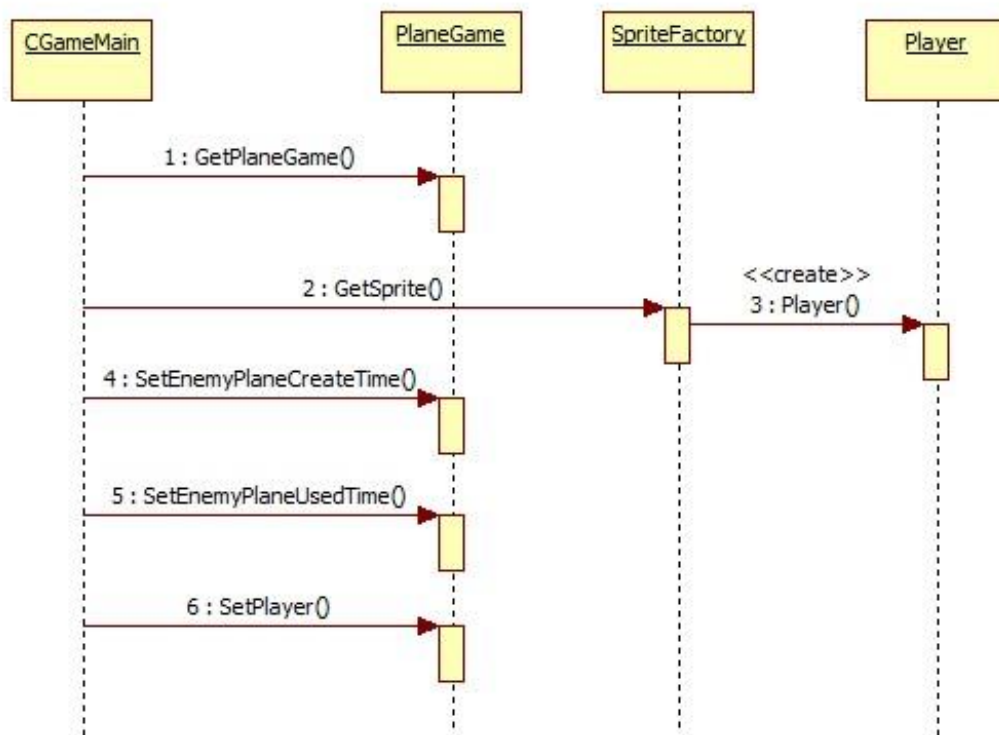 CGameMain
PlaneGame
SpriteFactory
Player
1 : GetPlaneGame()
2 : GetSprite()
<<create>>
3 : Player()
4 : SetEnemyPlaneCreateTime()
5 : SetEnemyPlaneUsedTime()
6 : SetPlayer()